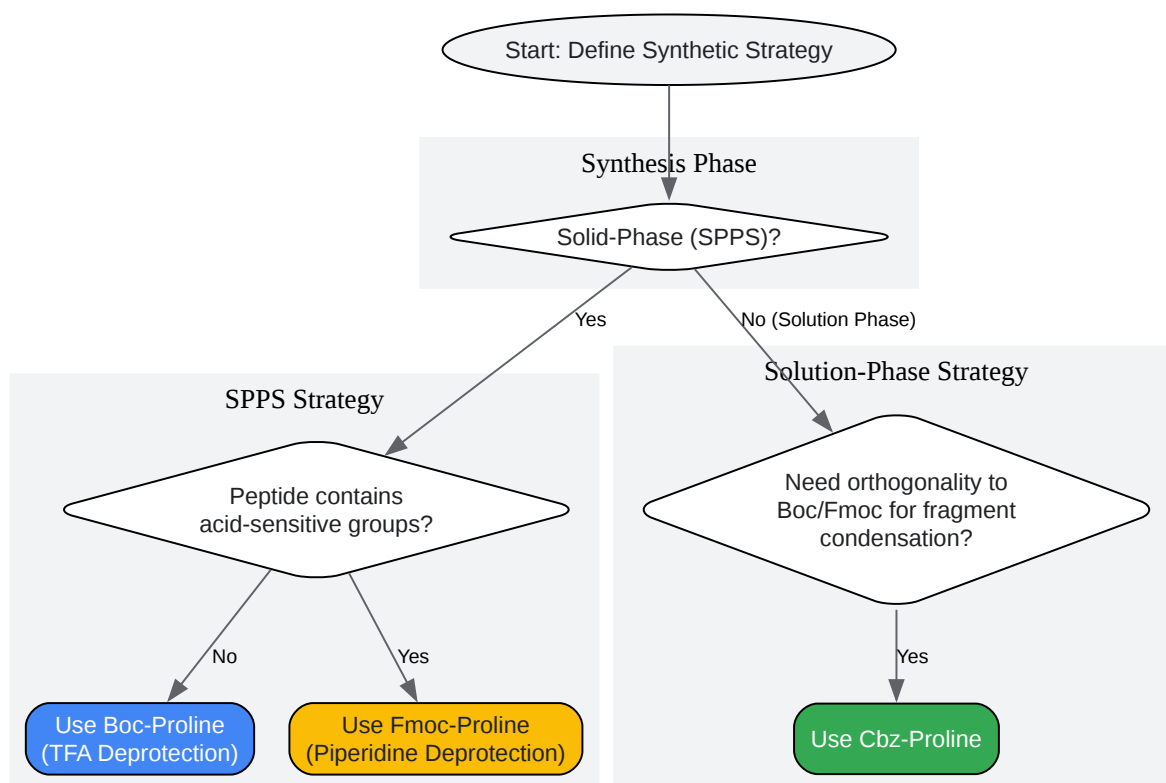 Start: Define Synthetic Strategy
Synthesis Phase
Solid-Phase (SPPS)?
Yes
No (Solution Phase)
SPPS Strategy
Solution-Phase Strategy
Peptide contains
acid-sensitive groups?
Need orthogonality to
Boc/Fmoc for fragment
condensation?
No
Yes
Yes
Use Boc-Proline
(TFA Deprotection)
Use Fmoc-Proline
(Piperidine Deprotection)
Use Cbz-Proline